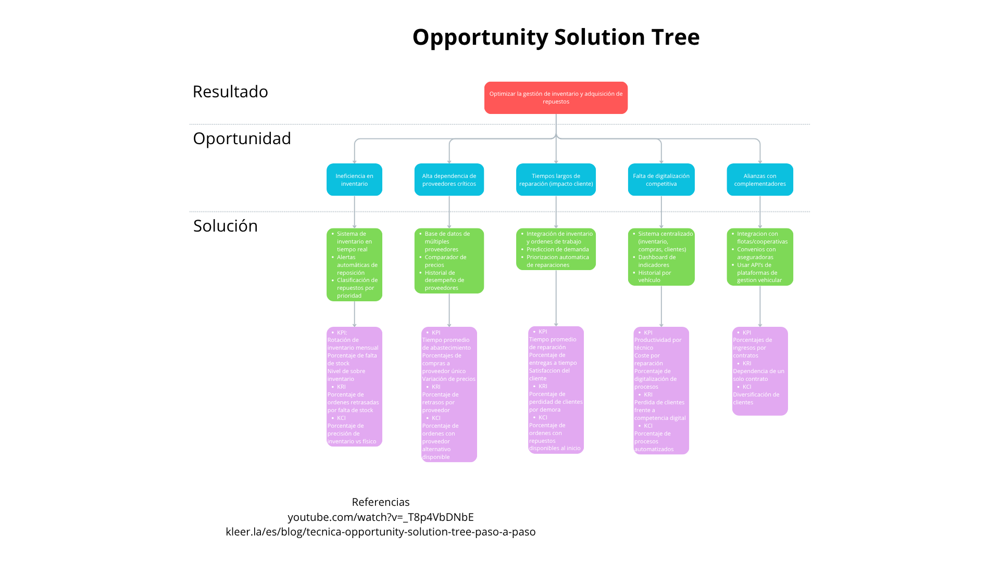 Opportunity Solution Tree
Resultado
Optimizar la gestión de inventario y adquisición de
repuestos
Oportunidad
Ineficiencia en
inventario
Alta dependencia de
proveedores críticos
Tiempos largos de
reparación (impacto cliente)
Falta de digitalización
competitiva
Alianzas con
complementadores
Solución
• Sistema de
inventario en
tiempo real
• Alertas
automáticas de
reposición
• Clasificación de
repuestos por
prioridad
• Base de datos de
múltiples
proveedores
• Comparador de
precios
• Historial de
desempeño de
proveedores
• Integración de inventario
y ordenes de trabajo
• Prediccion de demanda
• Priorizacion automatica
de reparaciones
• Sistema centralizado
(inventario,
compras, clientes)
• Dashboard de
indicadores
• Historial por
vehículo
• Integracion con
flotas/cooperativas
• Convenios con
aseguradoras
• Usar API's de
plataformas de
gestion vehicular
• KPI:
Rotación de
inventario mensual
Porcentaje de falta
de stock
Nivel de sobre
inventario
• KRI
Porcentaje de
ordenes retrasadas
por falta de stock
• KCI
Porcentaje de
precisión de
inventario vs físico
• KPI
Tiempo promedio
de abastecimiento
Porcentajes de
compras a
proveedor único
Variación de precios
• KRI
Porcentaje de
retrasos por
proveedor
• KCI
Porcentaje de
ordenes con
proveedor
alternativo
disponible
• KPI
Tiempo promedio
de reparación
Porcentaje de
entregas a tiempo
Satisfaccion del
cliente
• KRI
Porcentaje de
perdidad de clientes
por demora
• KCI
Porcentaje de
ordenes con
repuestos
disponibles al inicio
• KPI
Productividad por
técnico
Coste por
reparación
Porcentaje de
digitalización de
procesos
• KRI
Perdida de clientes
frente a
competencia digital
• KCI
Porcentaje de
procesos
automatizados
• KPI
Porcentajes de
ingresos por
contratos
• KRI
Dependencia de un
solo contrato
• KCI
Diversificación de
clientes
Referencias
youtube.com/watch?v=_T8p4VbDNbE
kleer.la/es/blog/tecnica-opportunity-solution-tree-paso-a-paso